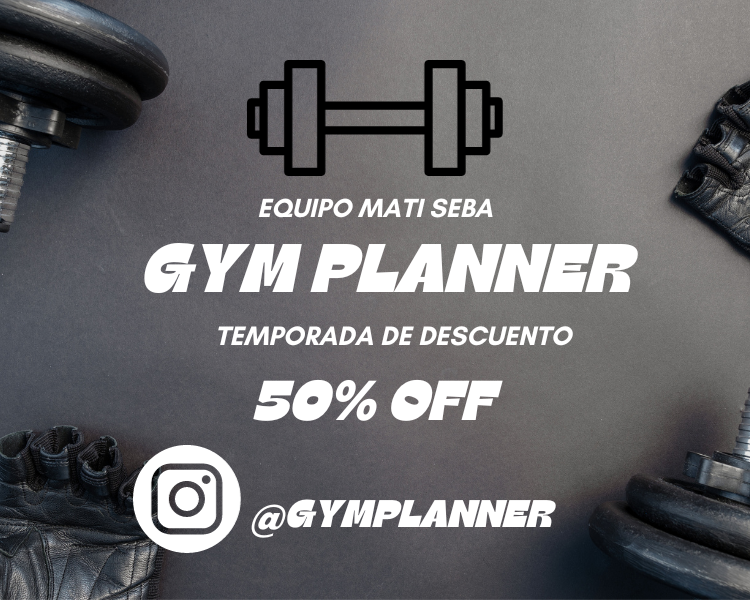 EQUIPO MATI SEBA
GYM PLANNER
TEMPORADA DE DESCUENTO
50% OFF
@GYMPLANNER